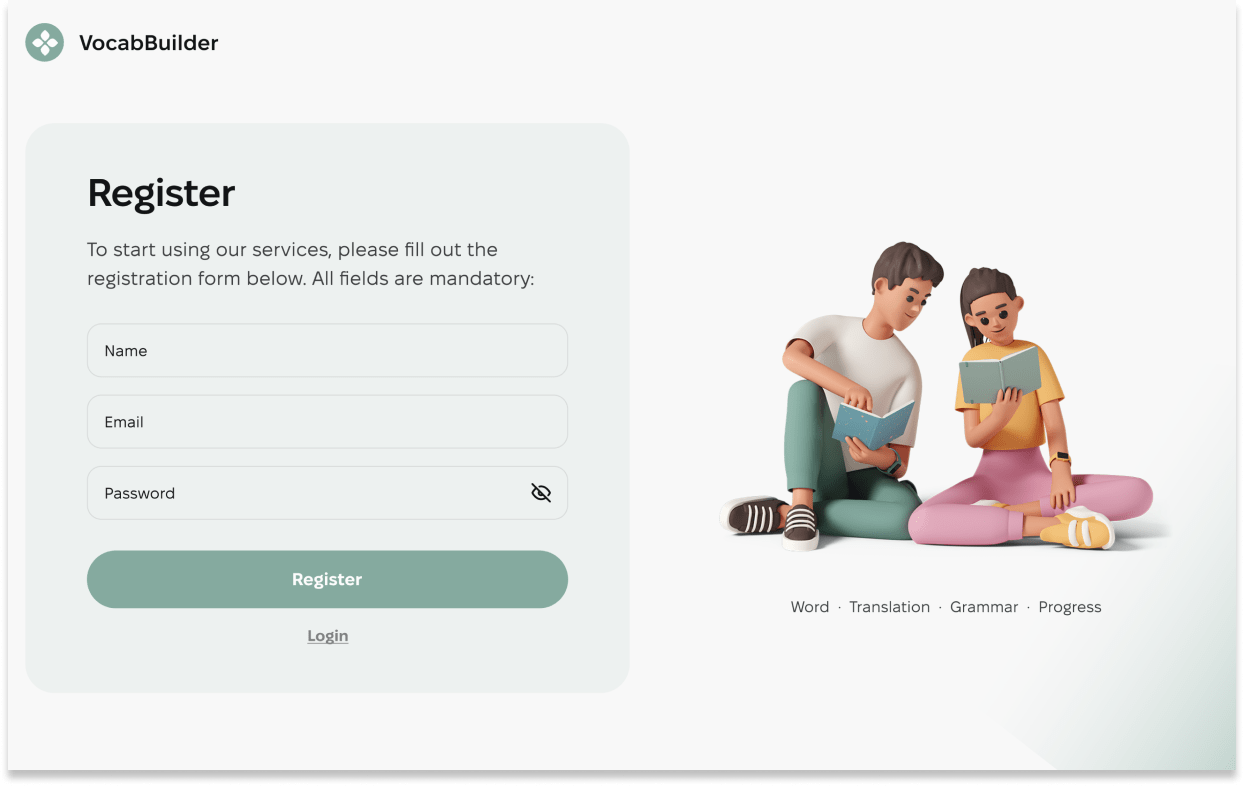 VocabBuilder
Register
To start using our services, please fill out the
registration form below. All fields are mandatory:
Name
Email
Password
Register
Login
Word · Translation · Grammar · Progress